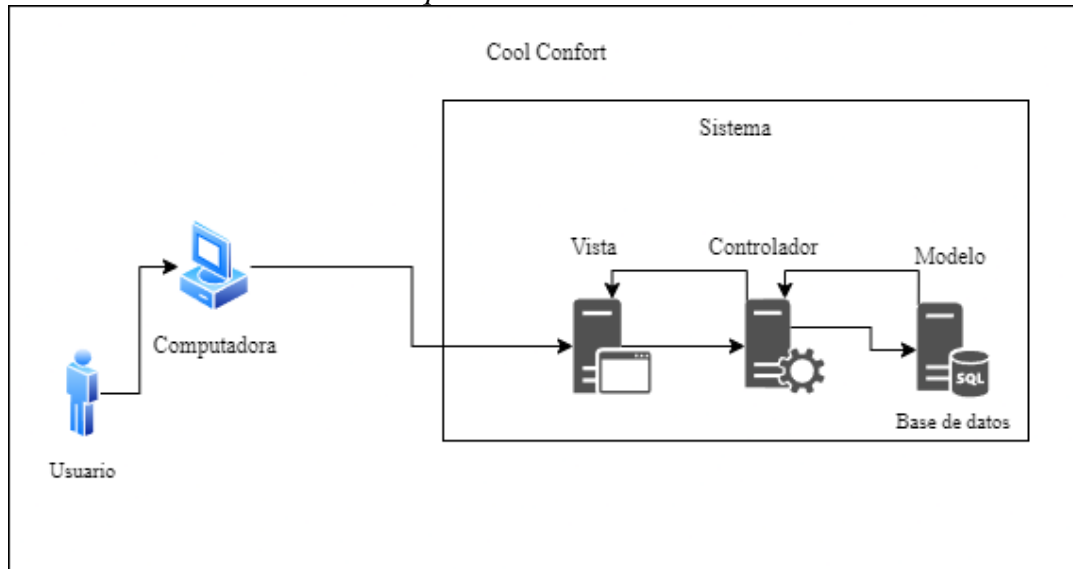 Cool Confort
Sistema
Vista
Controlador
Modelo
Computadora
SQL
Base de datos
Usuario